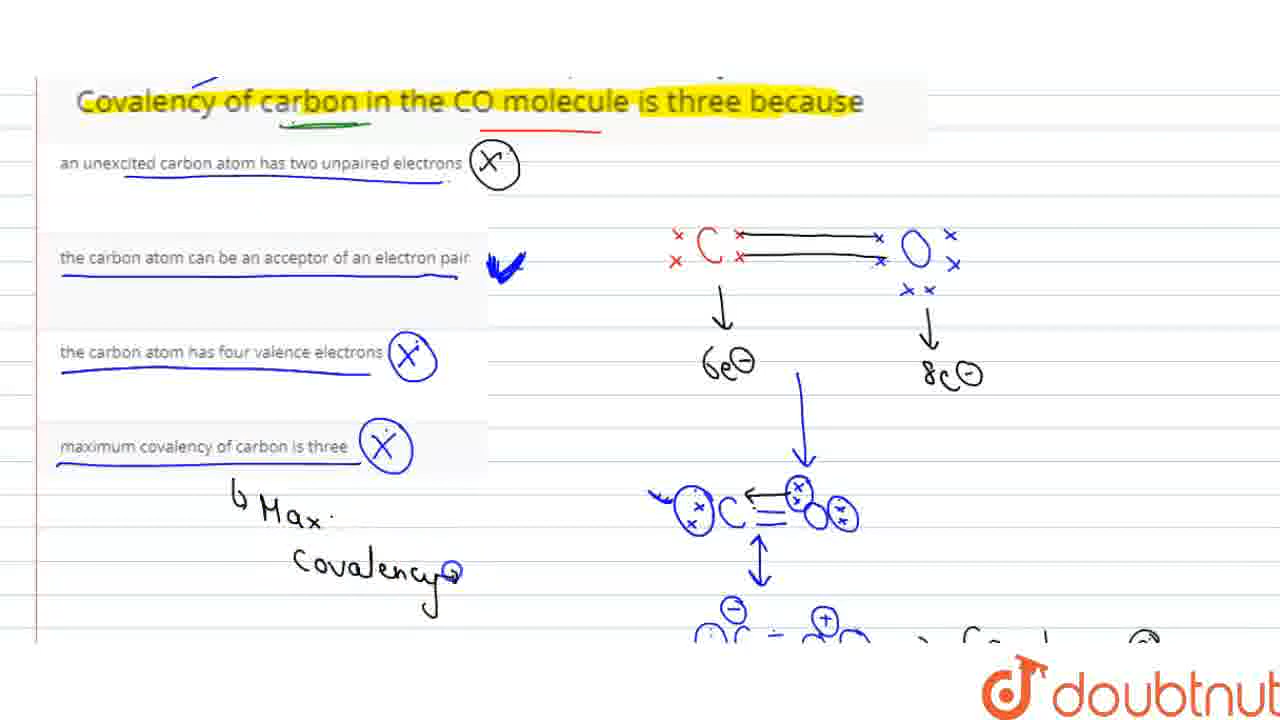 Covalency of carbon in the CO molecule is three because
an unexcited carbon atom has two unpaired electrons X
the carbon atom can be an acceptor of an electron pair
the carbon atom has four valence electrons X
maximum covalency of carbon is three X
Max.
Covalency
x x C x x x x O x x x x
6e⊖ 8e⊖
x x C = x x O x x
⊖ ⊕
doubtnut